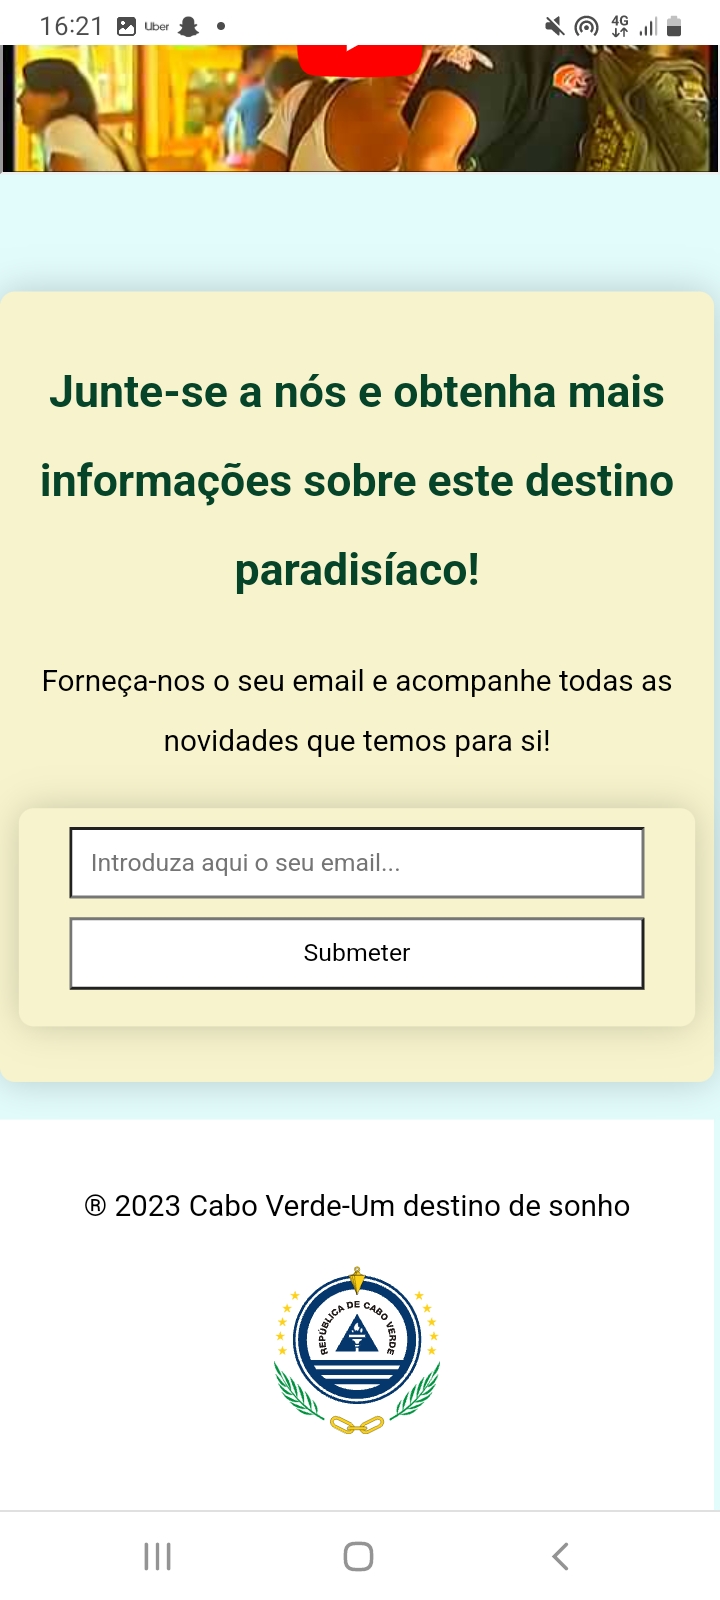 16:21 Uber 4G
Junte-se a nós e obtenha mais
informações sobre este destino
paradisíaco!
Forneça-nos o seu email e acompanhe todas as
novidades que temos para si!
Introduza aqui o seu email...
Submeter
® 2023 Cabo Verde-Um destino de sonho
REPÚBLICA DE CABO VERDE